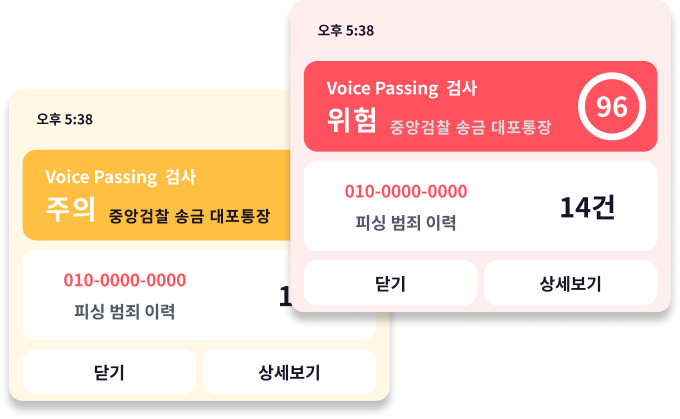 오후 5:38
Voice Passing 검사
위험 중앙검찰 송금 대포통장
96
010-0000-0000
피싱 범죄 이력
14건
닫기
상세보기
오후 5:38
Voice Passing 검사
주의 중앙검찰 송금 대포통장
010-0000-0000
피싱 범죄 이력
1
닫기
상세보기